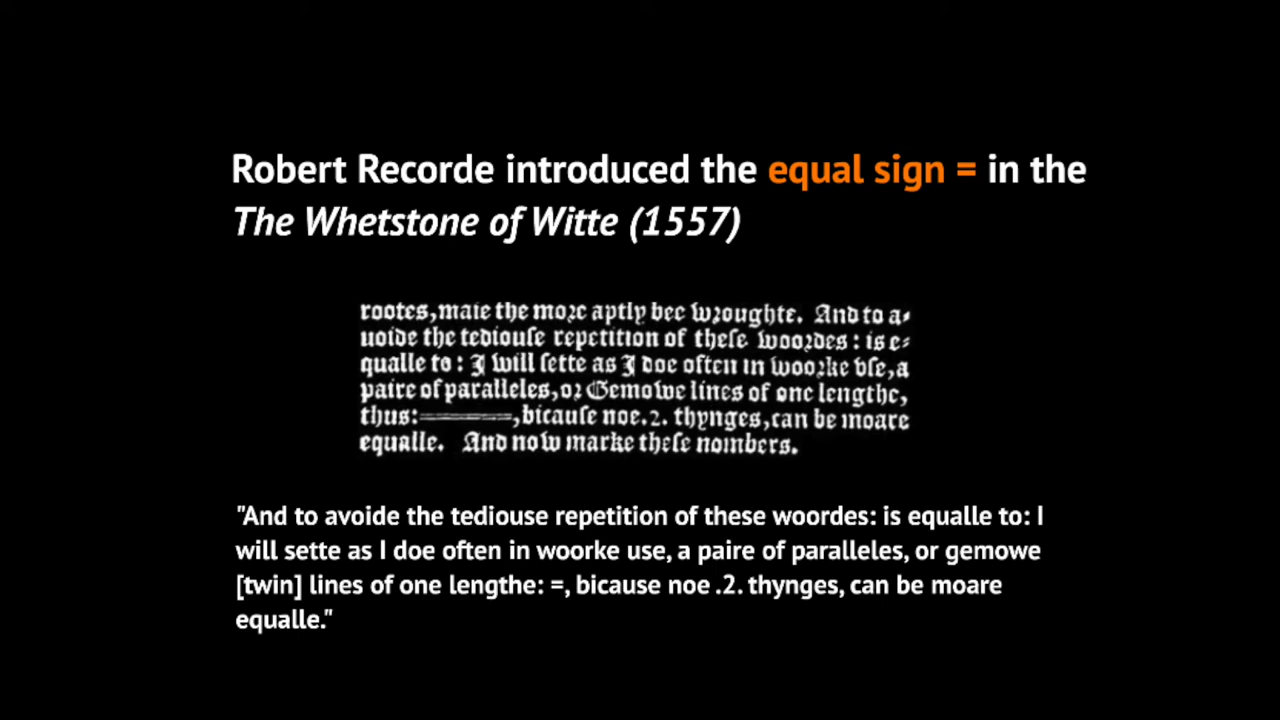 Robert Recorde introduced the equal sign = in the
The Whetstone of Witte (1557)
rootes, maie the more aptly bee wroughte. And to a-
uoide the tediouse repetition of these woordes : is e-
qualle to : I will sette as I doe often in woorke vse, a
paire of paralleles, or Gemowe lines of one lengthe,
thus: =====, bicause noe .2. thynges, can be moare
equalle. And now marke these nombers.
"And to avoide the tediouse repetition of these woordes: is equalle to: I
will sette as I doe often in woorke use, a paire of paralleles, or gemowe
[twin] lines of one lengthe: =, bicause noe .2. thynges, can be moare
equalle."